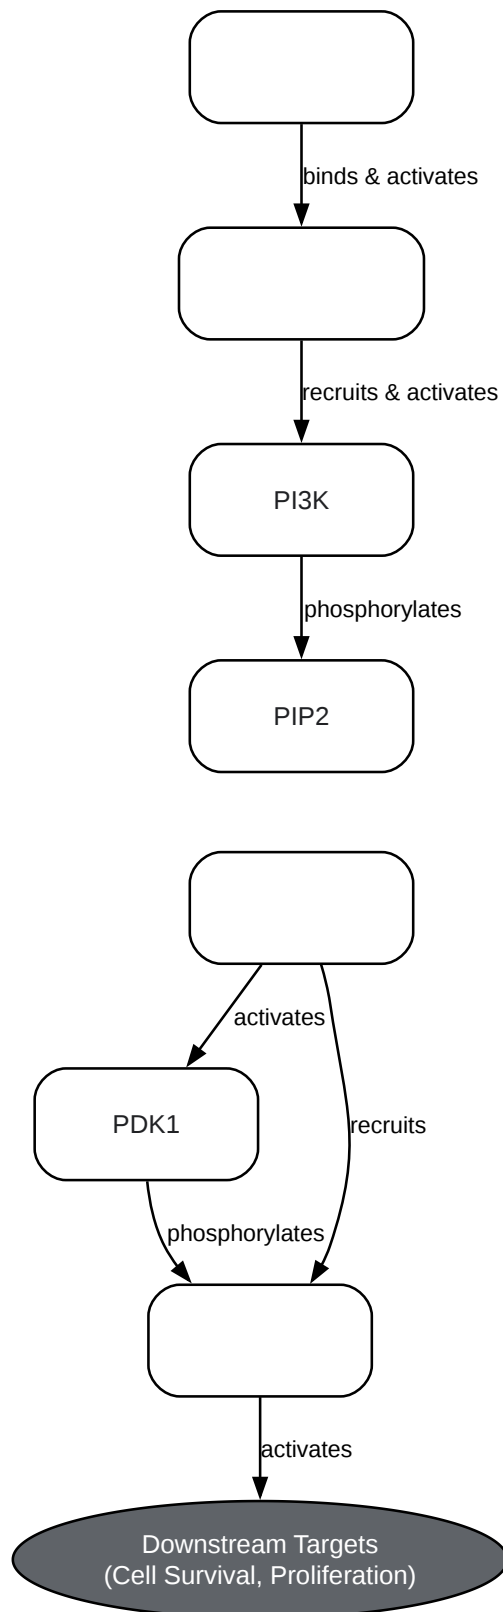 binds & activates
recruits & activates
PI3K
phosphorylates
PIP2
activates
PDK1
recruits
phosphorylates
activates
Downstream Targets
(Cell Survival, Proliferation)